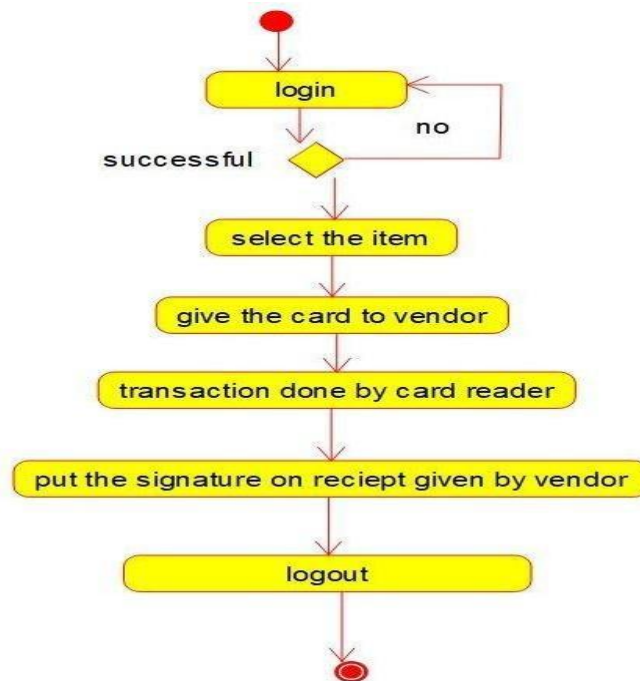 login
no
successful
select the item
give the card to vendor
transaction done by card reader
put the signature on reciept given by vendor
logout